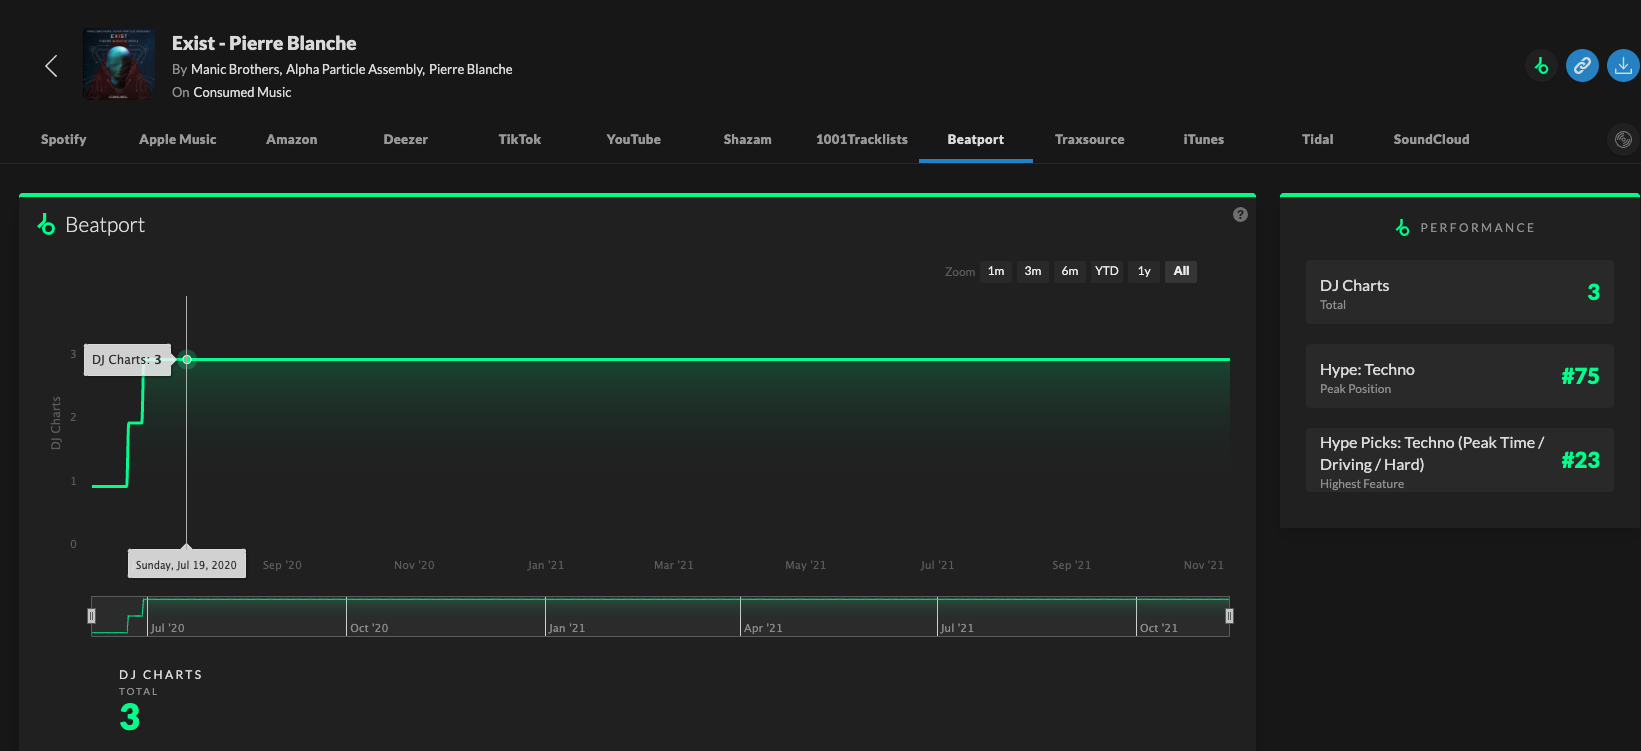 Exist - Pierre Blanche
By Manic Brothers, Alpha Particle Assembly, Pierre Blanche
On Consumed Music
Spotify Apple Music Amazon Deezer TikTok YouTube Shazam 1001Tracklists Beatport Traxsource iTunes Tidal SoundCloud
Beatport
?
Zoom 1m 3m 6m YTD 1y All
DJ Charts
3
2
1
0
DJ Charts: 3
Sunday, Jul 19, 2020
Sep '20 Nov '20 Jan '21 Mar '21 May '21 Jul '21 Sep '21 Nov '21
Jul '20 Oct '20 Jan '21 Apr '21 Jul '21 Oct '21
DJ CHARTS
TOTAL
3
PERFORMANCE
DJ Charts
Total
3
Hype: Techno
Peak Position
#75
Hype Picks: Techno (Peak Time /
Driving / Hard)
Highest Feature
#23